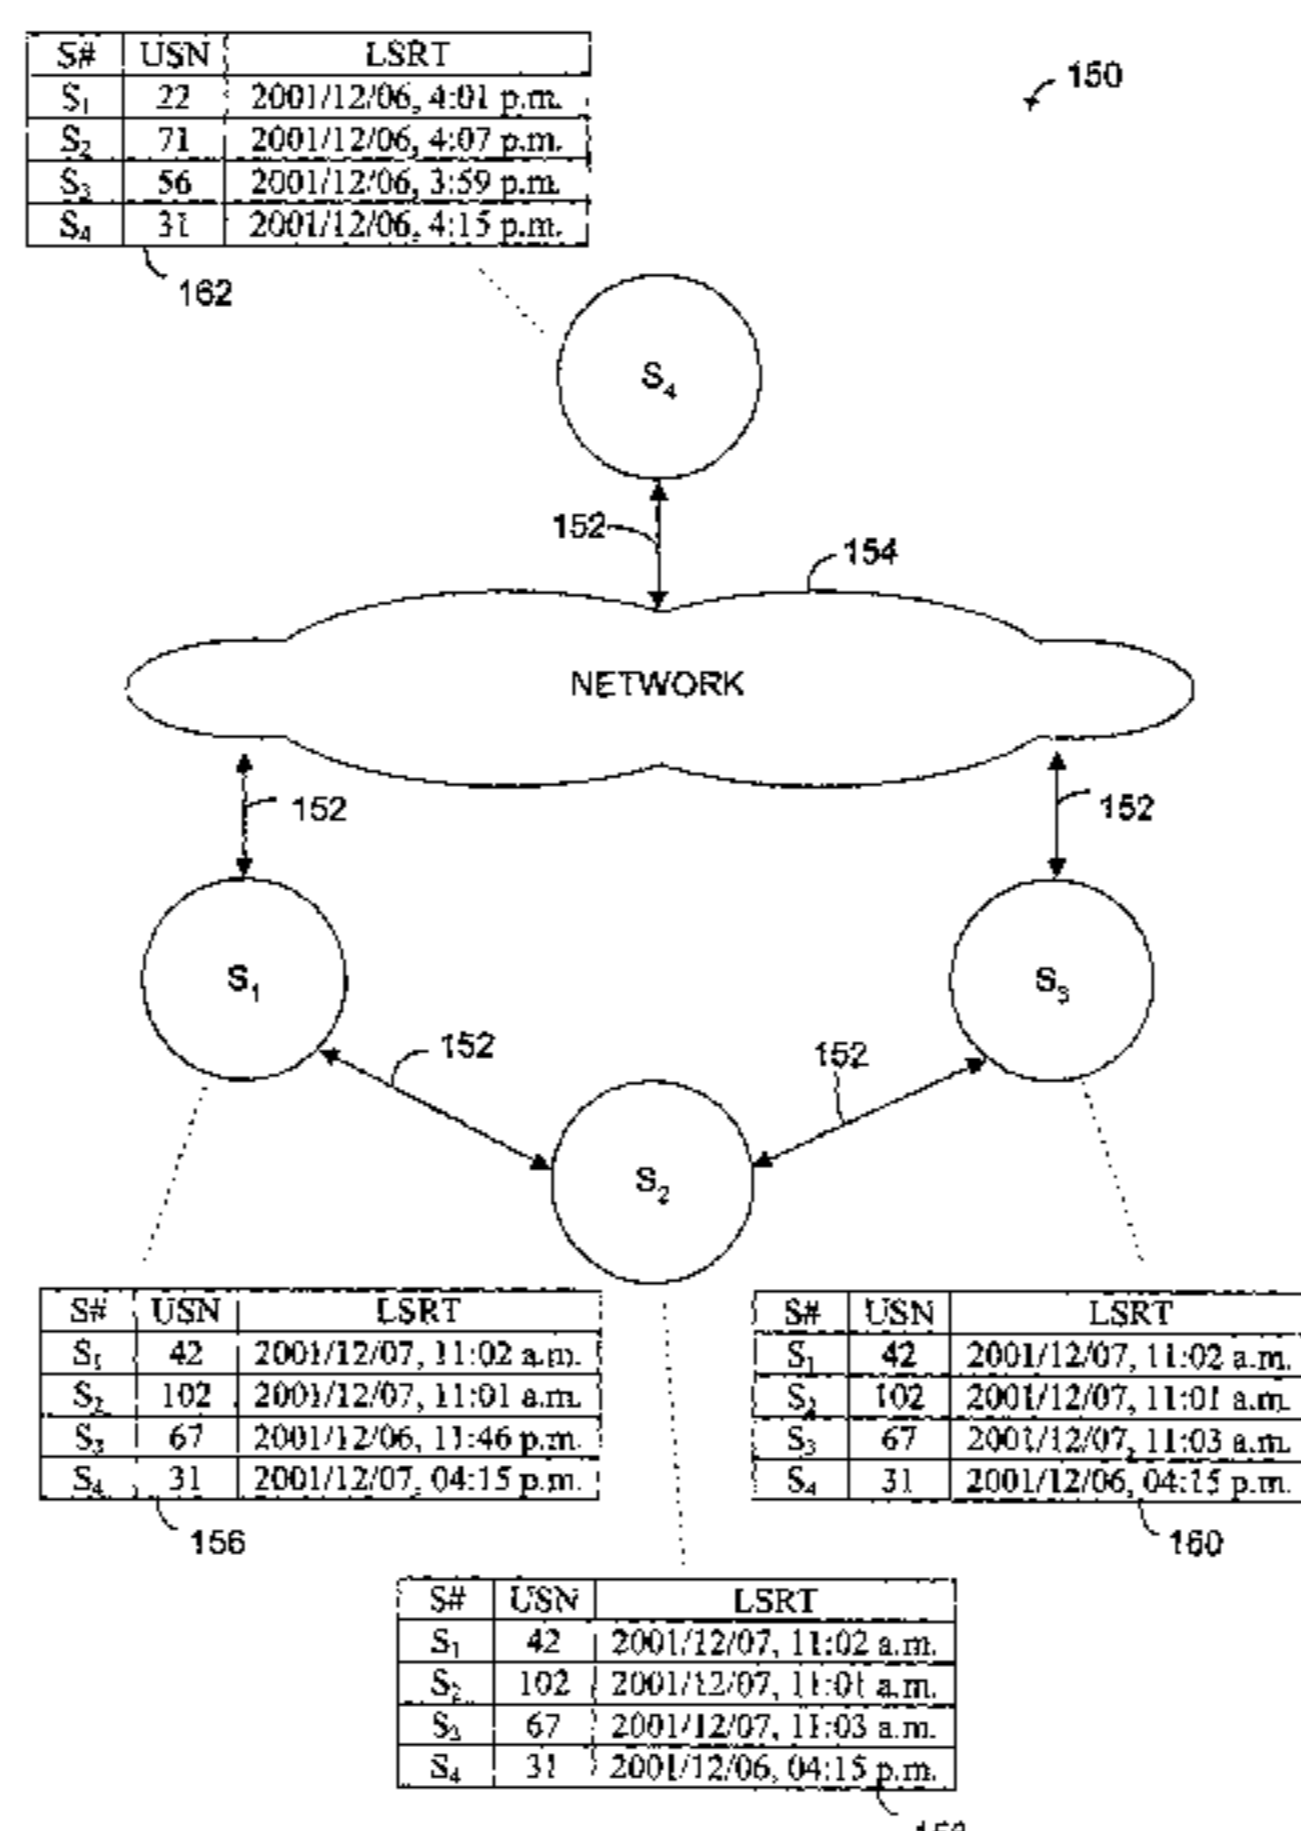 S# USN LSRT
S1 22 2001/12/06, 4:01 p.m.
S2 71 2001/12/06, 4:07 p.m.
S3 56 2001/12/06, 3:59 p.m.
S4 31 2001/12/06, 4:15 p.m.
150
162
S4
152
154
NETWORK
152
152
S1
S3
152
152
S2
S# USN LSRT
S1 42 2001/12/07, 11:02 a.m.
S2 102 2001/12/07, 11:01 a.m.
S3 67 2001/12/06, 11:46 p.m.
S4 31 2001/12/07, 04:15 p.m.
156
S# USN LSRT
S1 42 2001/12/07, 11:02 a.m.
S2 102 2001/12/07, 11:01 a.m.
S3 67 2001/12/07, 11:03 a.m.
S4 31 2001/12/06, 04:15 p.m.
160
S# USN LSRT
S1 42 2001/12/07, 11:02 a.m.
S2 102 2001/12/07, 11:01 a.m.
S3 67 2001/12/07, 11:03 a.m.
S4 31 2001/12/06, 04:15 p.m.